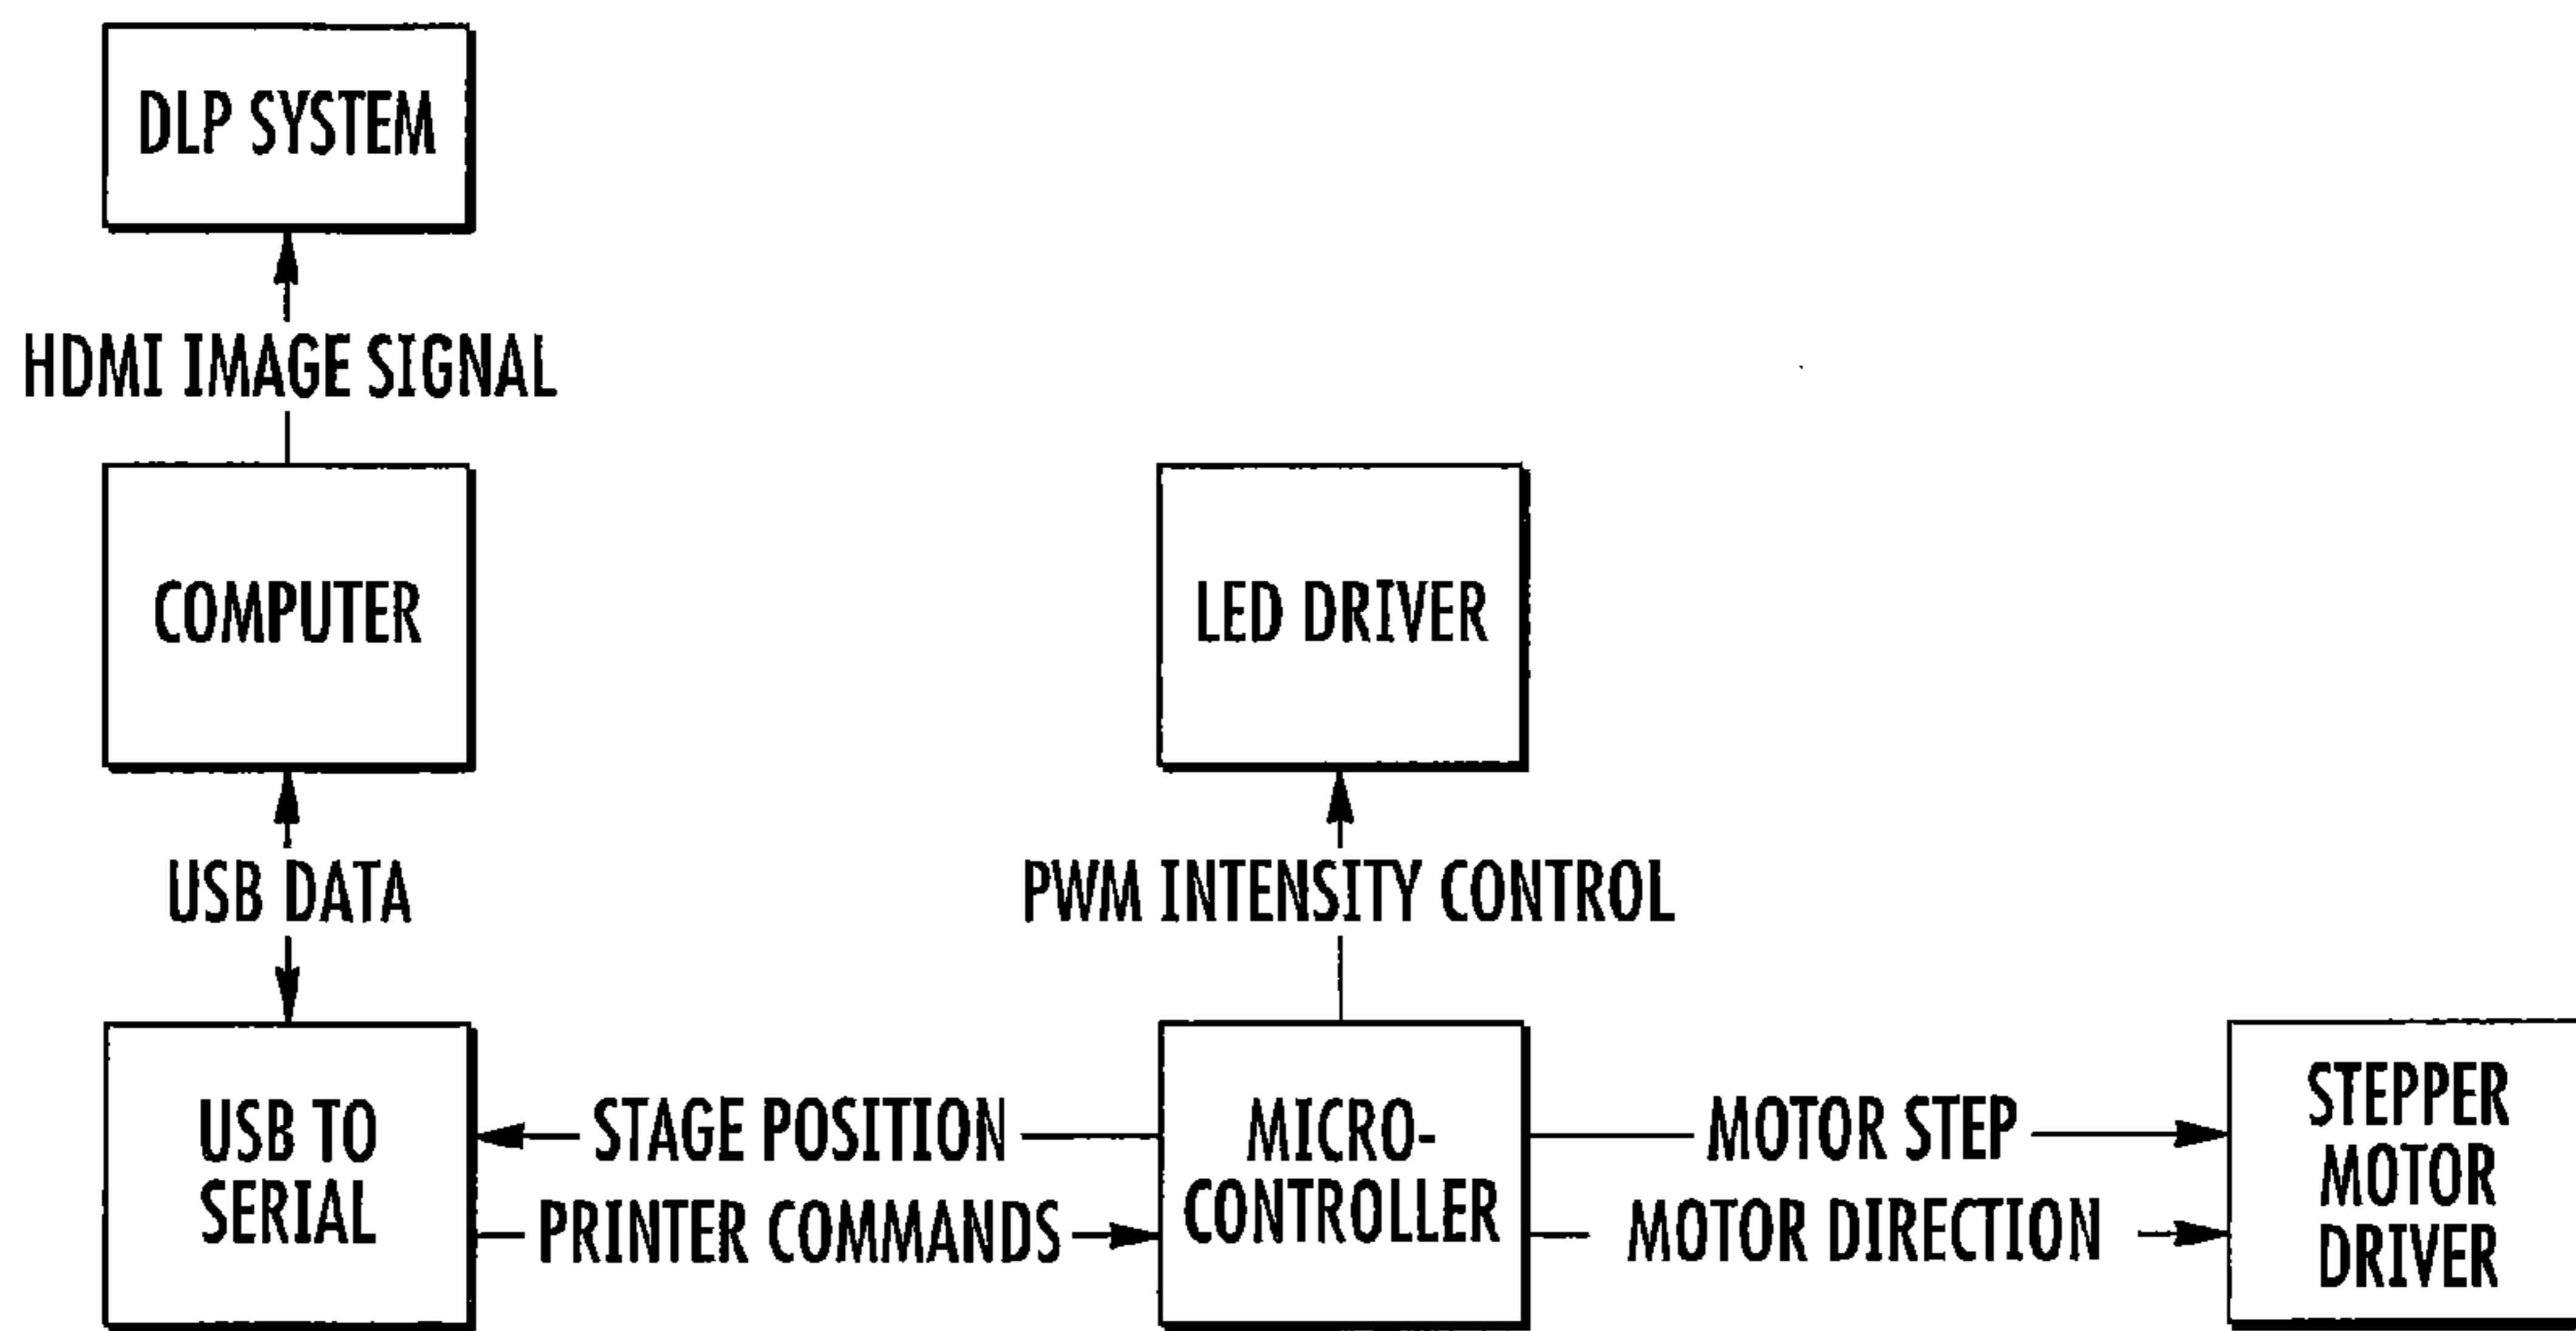 DLP SYSTEM
HDMI IMAGE SIGNAL
COMPUTER
LED DRIVER
USB DATA
PWM INTENSITY CONTROL
USB TO
SERIAL
STAGE POSITION
PRINTER COMMANDS
MICRO-
CONTROLLER
MOTOR STEP
MOTOR DIRECTION
STEPPER
MOTOR
DRIVER